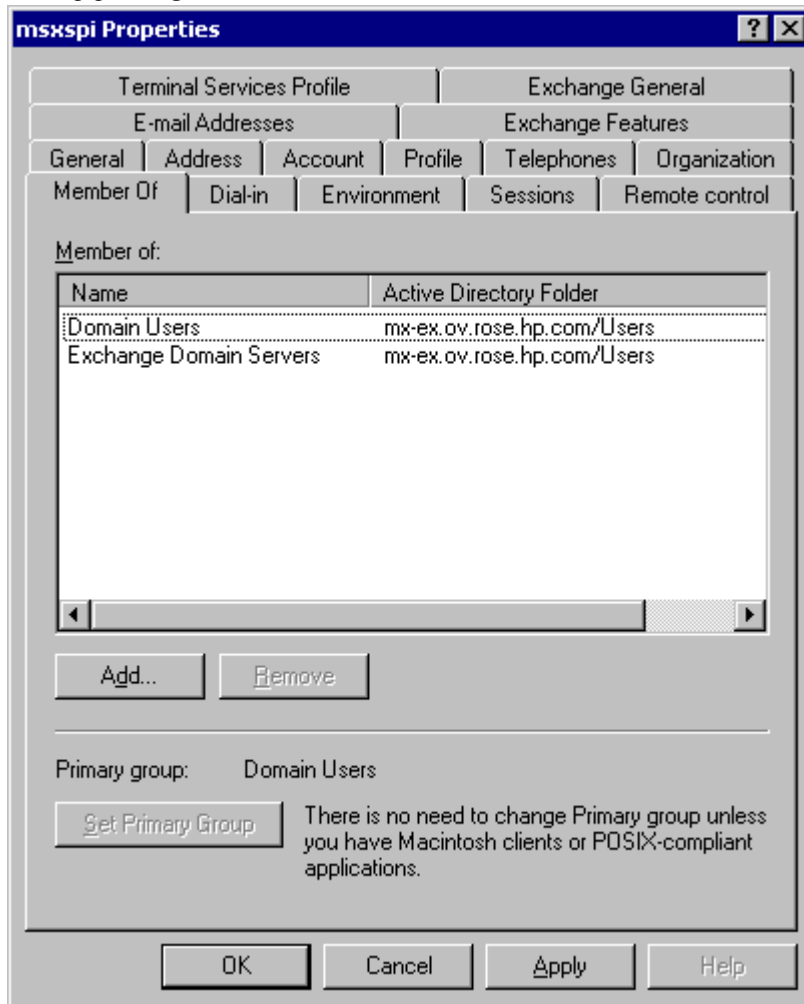 msxspi Properties
Terminal Services Profile Exchange General
E-mail Addresses Exchange Features
General Address Account Profile Telephones Organization
Member Of Dial-in Environment Sessions Remote control
Member of:
Name Active Directory Folder
Domain Users mx-ex.ov.rose.hp.com/Users
Exchange Domain Servers mx-ex.ov.rose.hp.com/Users
Add... Remove
Primary group: Domain Users
Set Primary Group There is no need to change Primary group unless
you have Macintosh clients or POSIX-compliant
applications.
OK Cancel Apply Help